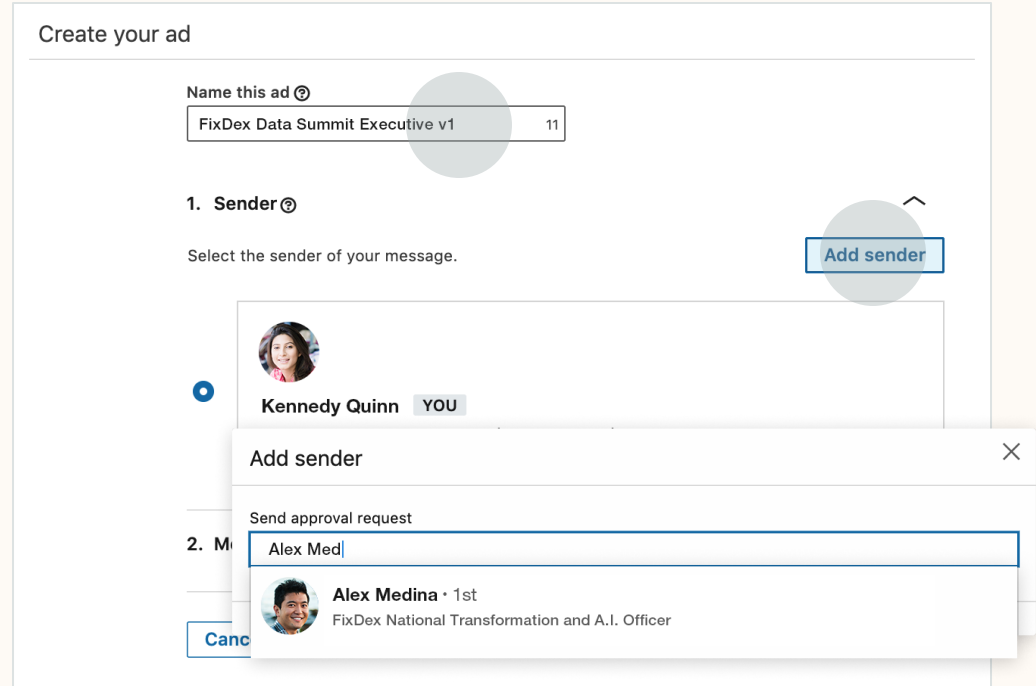 Create your ad
Name this ad
FixDex Data Summit Executive v1 11
1. Sender
Select the sender of your message.
Add sender
Kennedy Quinn YOU
Add sender
Send approval request
2.
Alex Med
Alex Medina • 1st
FixDex National Transformation and A.I. Officer